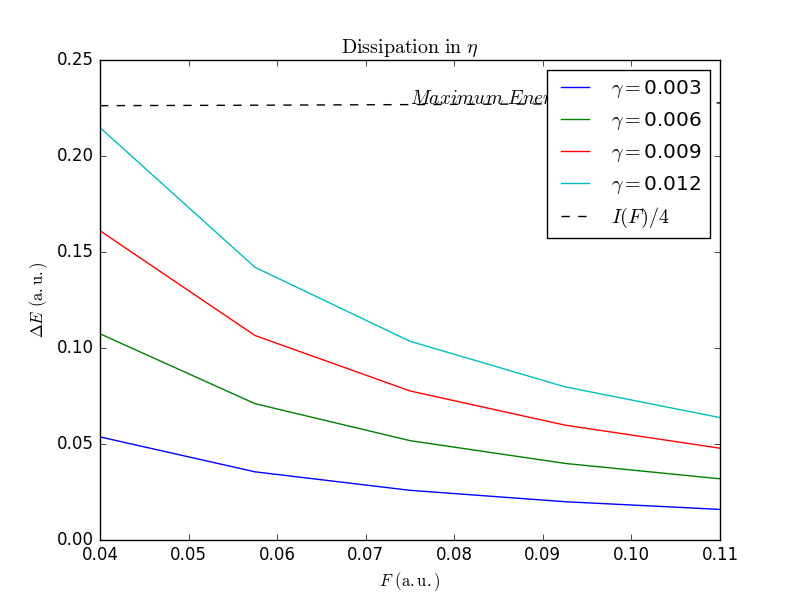 Dissipation in η
0.25
0.20
0.15
0.10
0.05
0.00
ΔE (a.u.)
Maximum Ener
γ = 0.003
γ = 0.006
γ = 0.009
γ = 0.012
I(F)/4
0.04 0.05 0.06 0.07 0.08 0.09 0.10 0.11
F (a.u.)